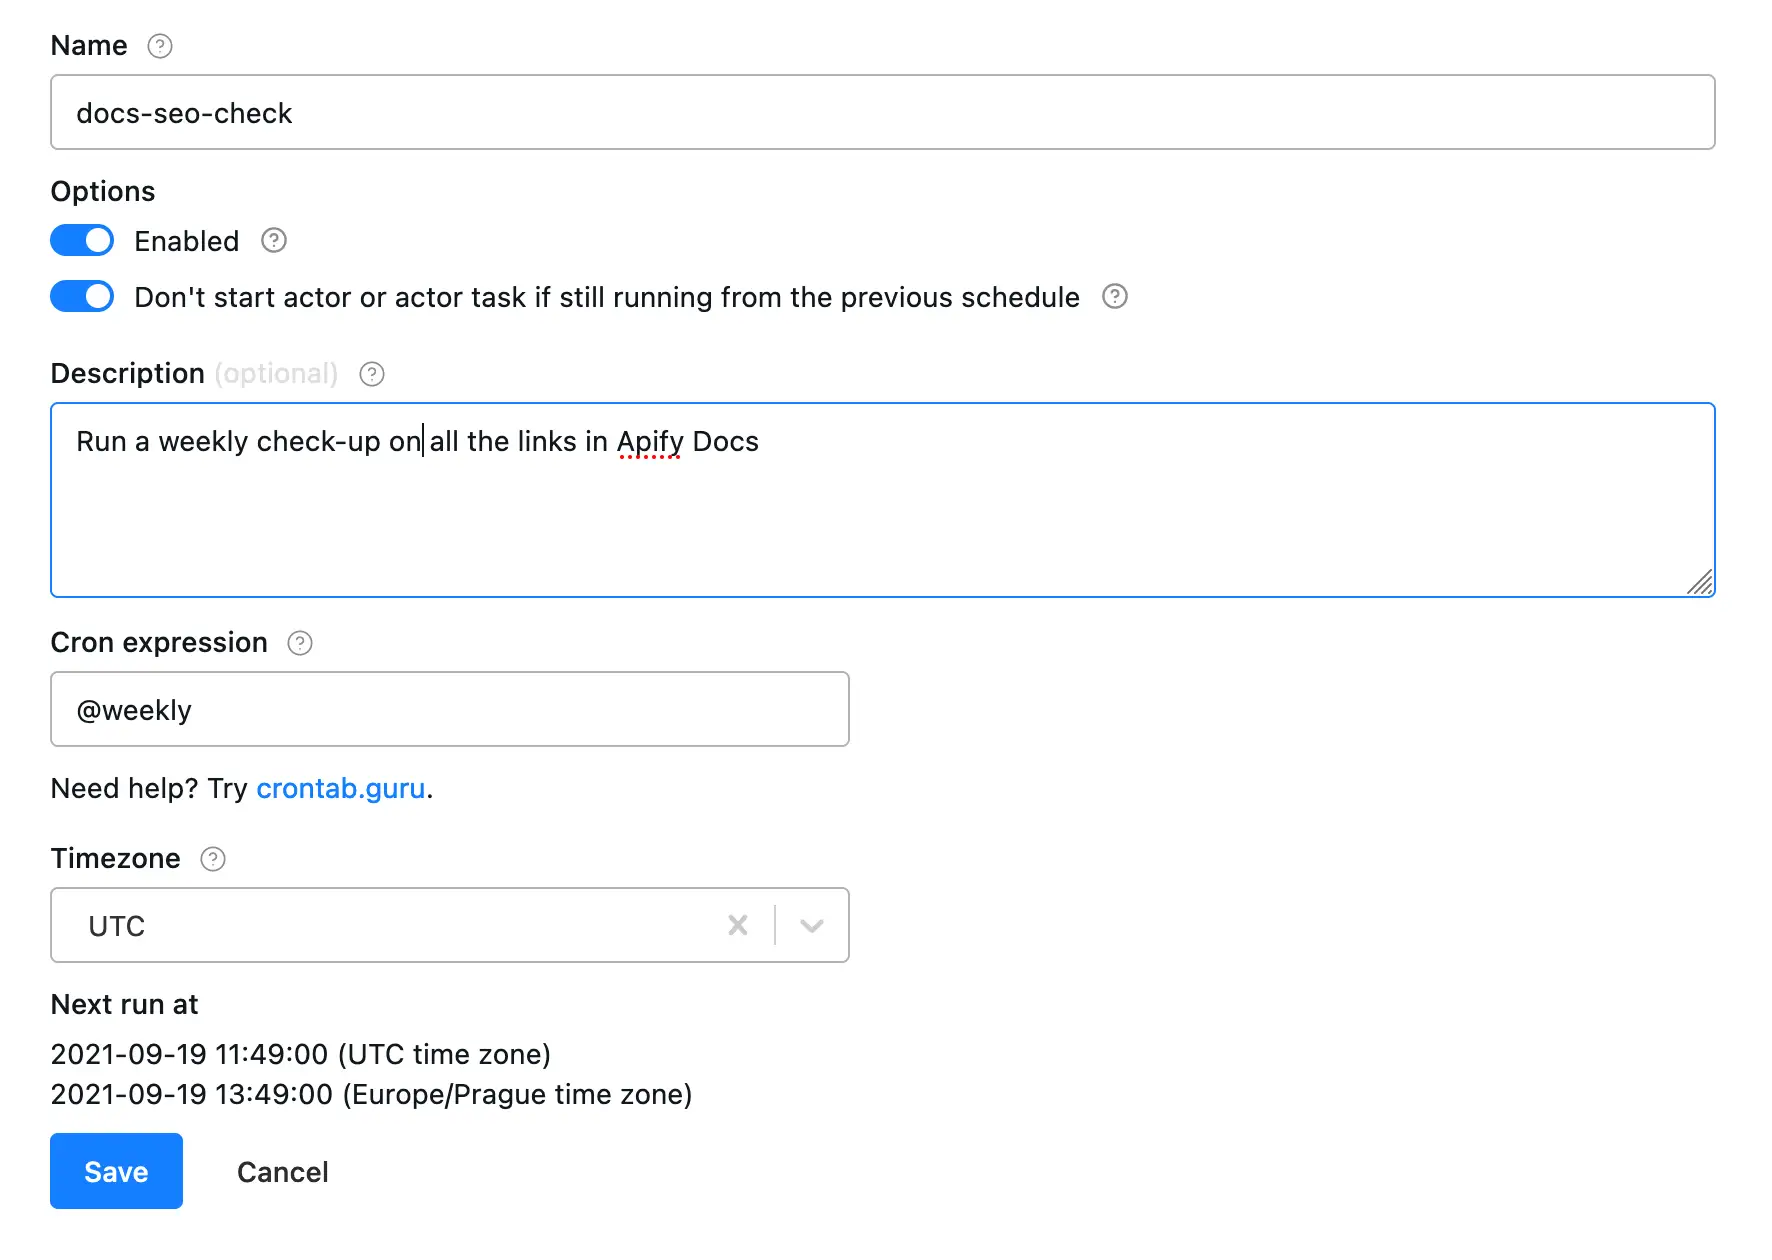 Name
docs-seo-check
Options
Enabled
Don't start actor or actor task if still running from the previous schedule
Description (optional)
Run a weekly check-up on all the links in Apify Docs
Cron expression
@weekly
Need help? Try crontab.guru.
Timezone
UTC
Next run at
2021-09-19 11:49:00 (UTC time zone)
2021-09-19 13:49:00 (Europe/Prague time zone)
Save Cancel